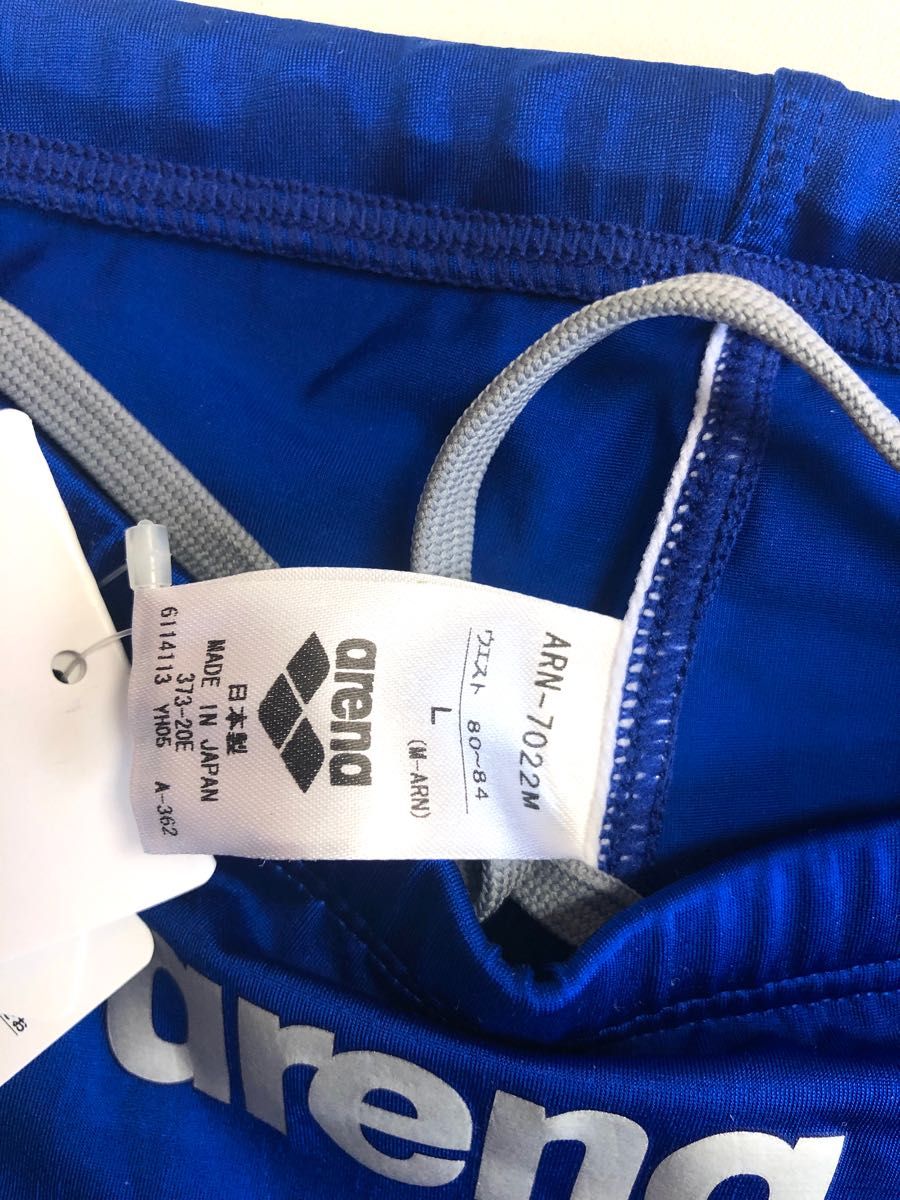 ARN-7022M
ウエスト 80~84
L
(M-ARN)
arena
日本製
MADE IN JAPAN
373-20E
6114113 YH05 A-362
arena